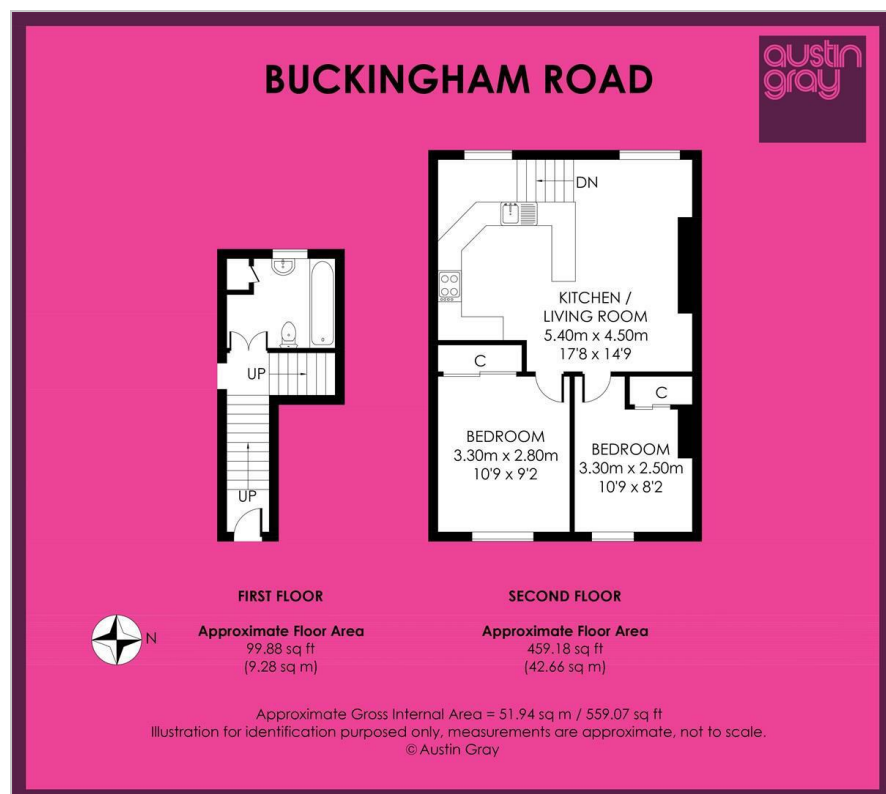 austin
gray
BUCKINGHAM ROAD
DN
KITCHEN /
LIVING ROOM
5.40m x 4.50m
17'8 x 14'9
UP
C
C
BEDROOM
3.30m x 2.80m
10'9 x 9'2
BEDROOM
3.30m x 2.50m
10'9 x 8'2
UP
FIRST FLOOR
Approximate Floor Area
99.88 sq ft
(9.28 sq m)
SECOND FLOOR
Approximate Floor Area
459.18 sq ft
(42.66 sq m)
N
Approximate Gross Internal Area = 51.94 sq m / 559.07 sq ft
Illustration for identification purposed only, measurements are approximate, not to scale.
© Austin Gray